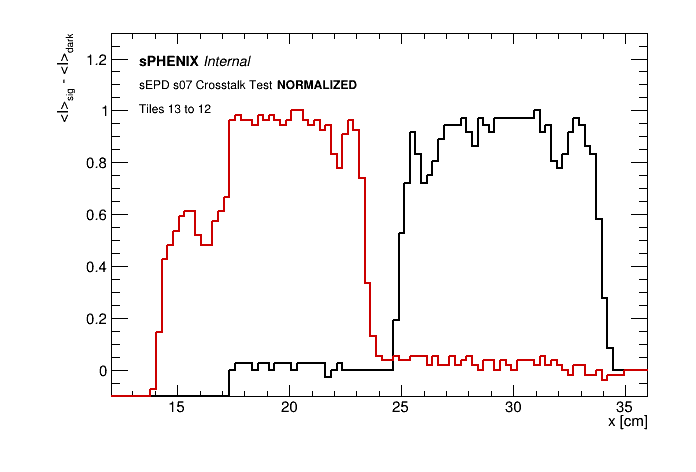 <I>sig - <I>dark
sPHENIX Internal
sEPD s07 Crosstalk Test NORMALIZED
Tiles 13 to 12
1.2
1
0.8
0.6
0.4
0.2
0
15 20 25 30 35
x [cm]